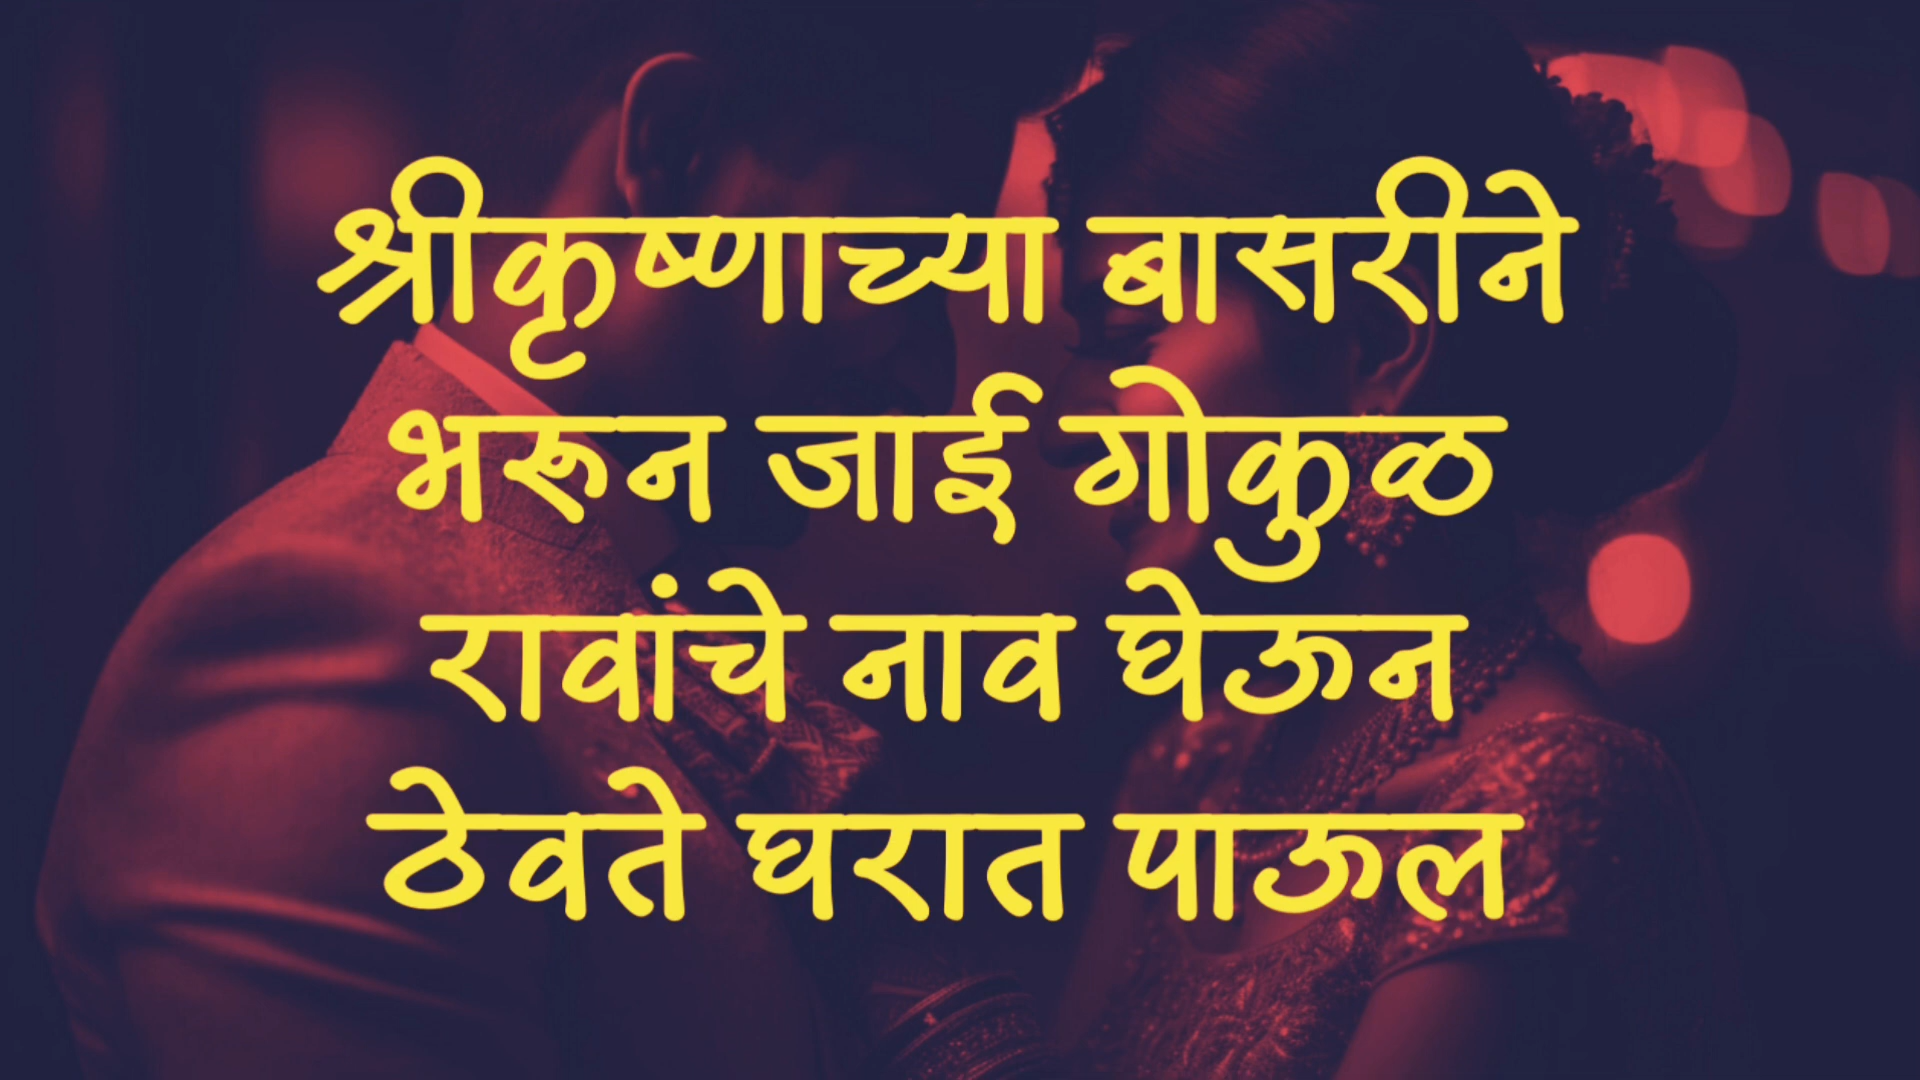 श्रीकृष्णाच्या बासरीने
भरून जाई गोकुळ
रावांचे नाव घेऊन
ठेवते घरात पाऊल